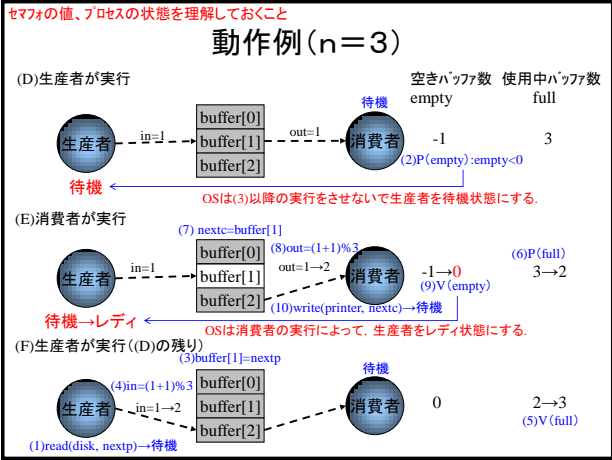 セマフォの値、プロセスの状態を理解しておくこと
動作例(n＝3)
(D)生産者が実行
空きバッファ数
empty
使用中バッファ数
full
待機
生産者
in=1
buffer[0]
buffer[1]
buffer[2]
out=1
消費者
-1
3
(2)P(empty):empty<0
待機
OSは(3)以降の実行をさせないで生産者を待機状態にする.
(E)消費者が実行
(7) nextc=buffer[1]
生産者
in=1
buffer[0]
buffer[1]
buffer[2]
(8)out=(1+1)%3
out=1→2
消費者
-1→0
(9)V(empty)
(6)P(full)
3→2
(10)write(printer, nextc)→待機
待機→レディ
OSは消費者の実行によって，生産者をレディ状態にする.
(F)生産者が実行((D)の残り)
(3)buffer[1]=nextp
待機
生産者
(4)in=(1+1)%3
in=1→2
buffer[0]
buffer[1]
buffer[2]
消費者
0
2→3
(5)V(full)
(1)read(disk, nextp)→待機